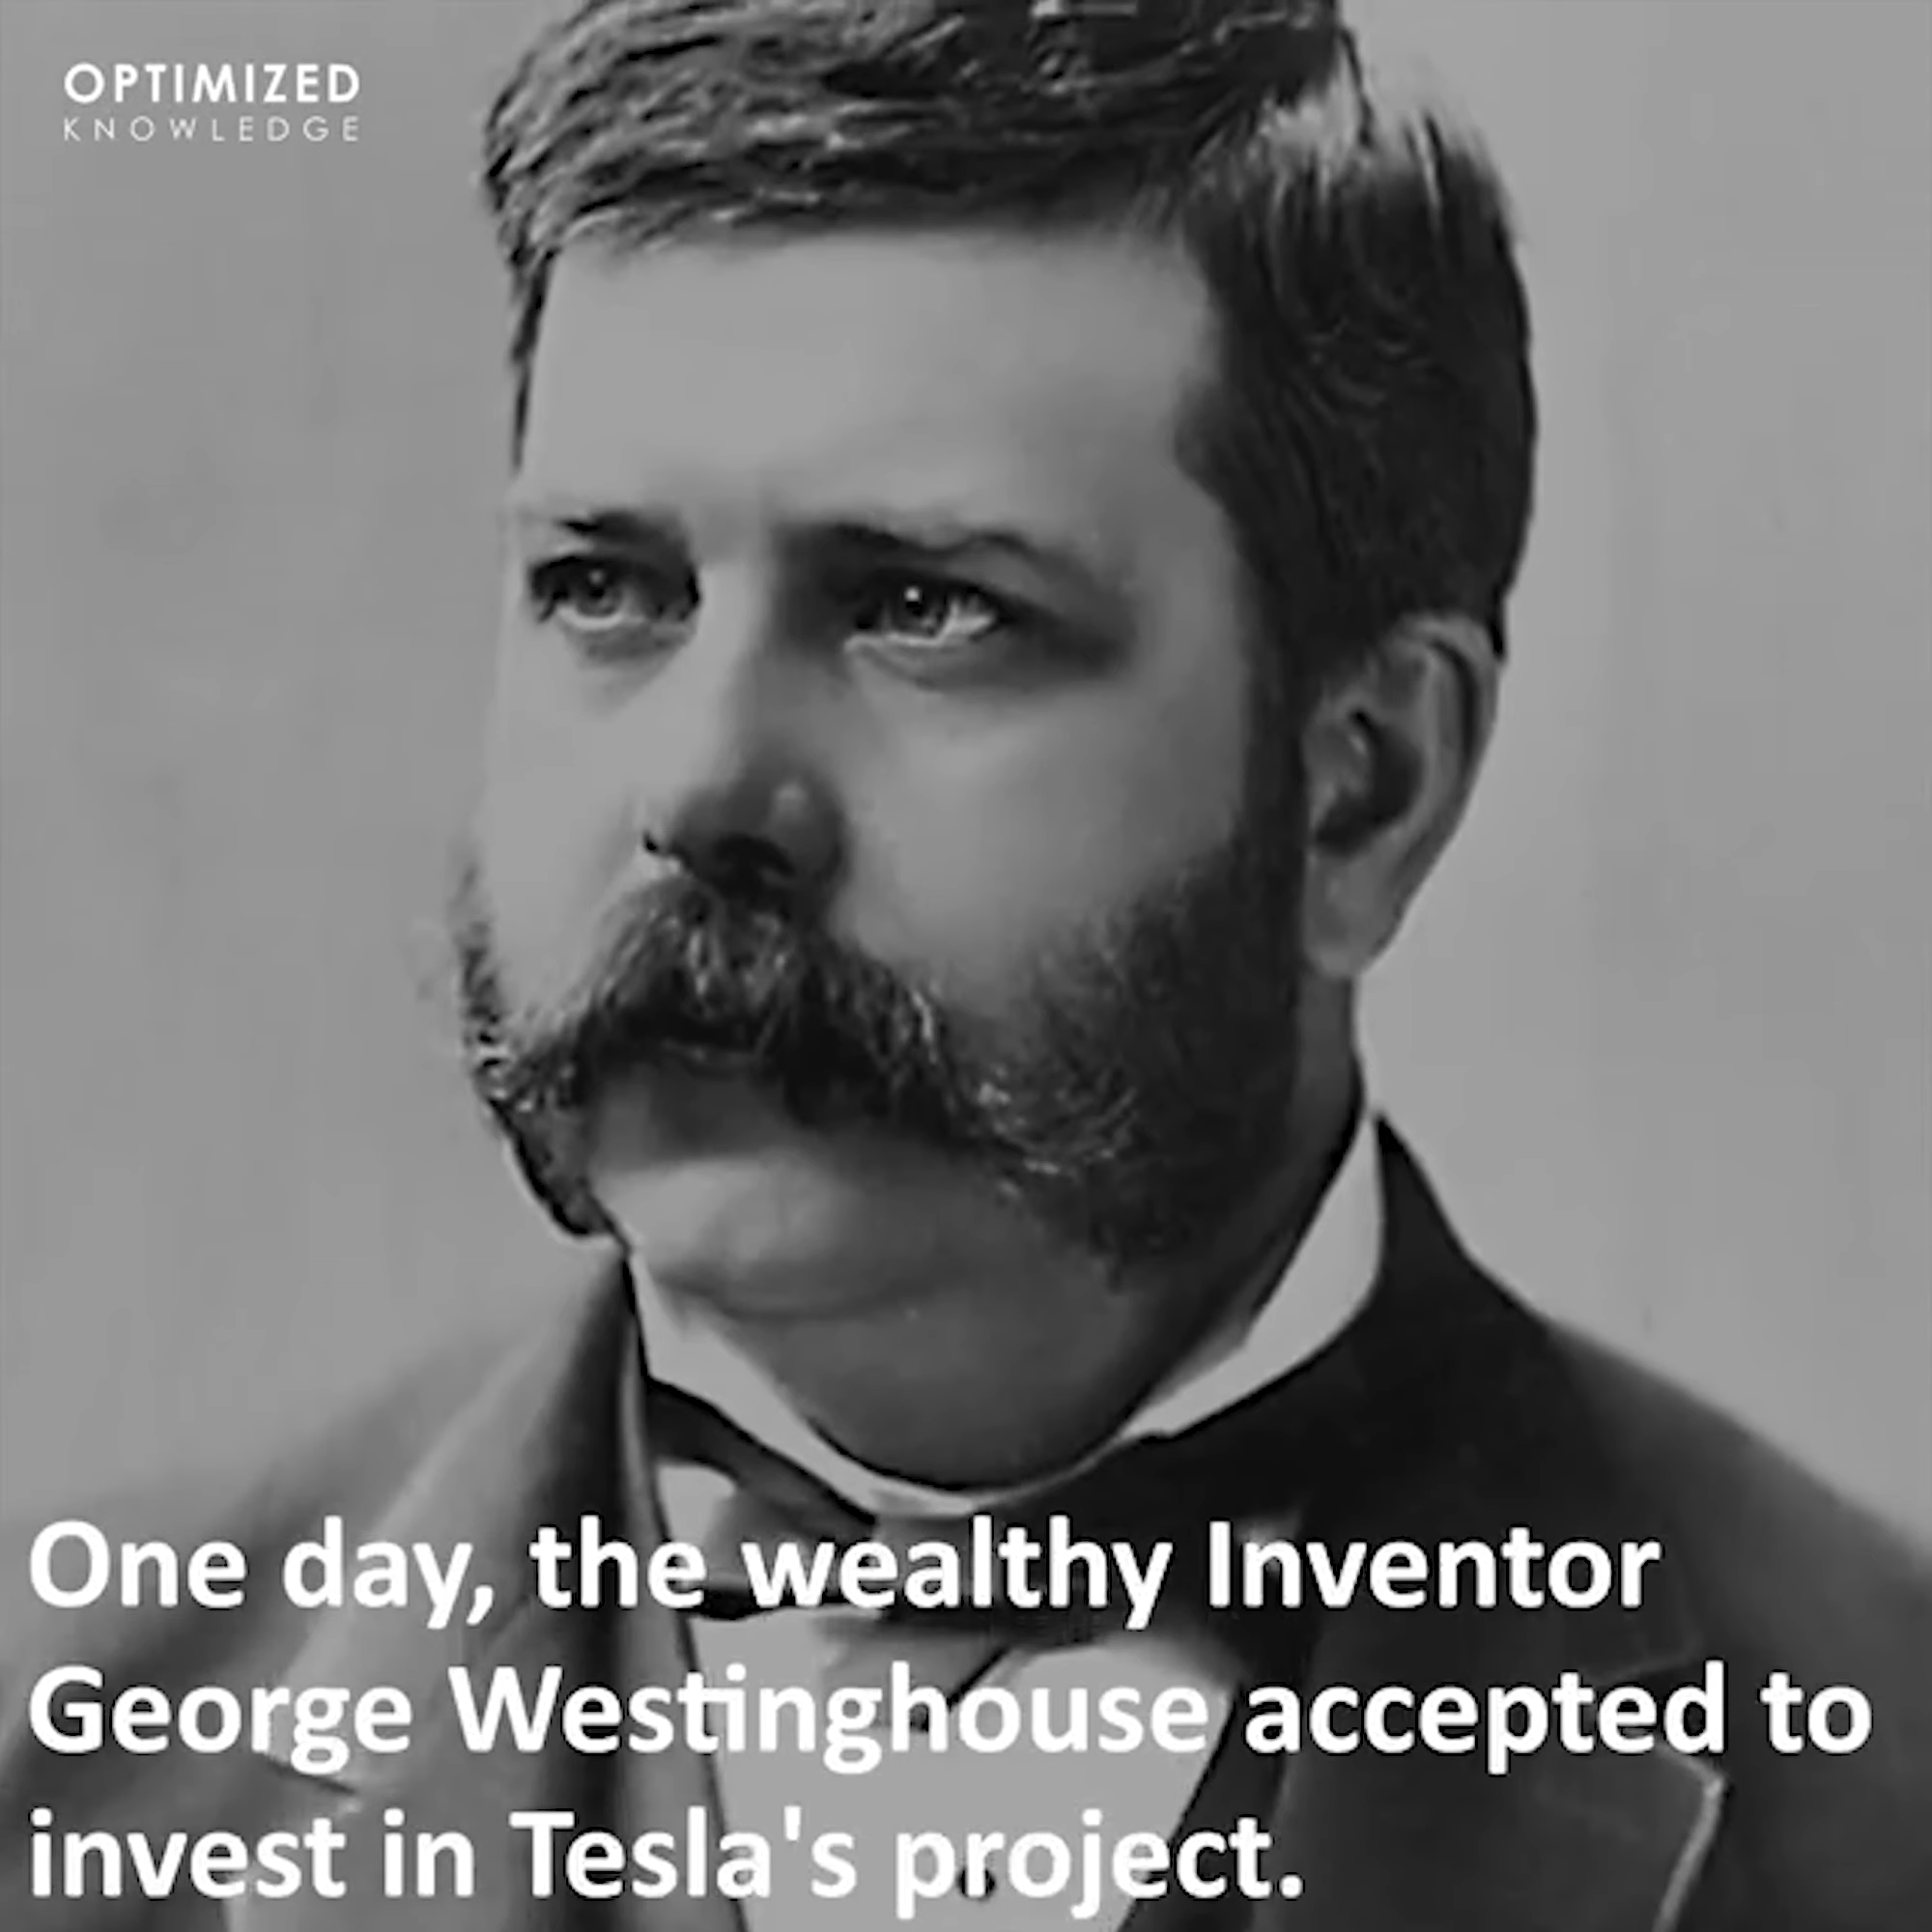 OPTIMIZED
KNOWLEDGE
One day, the wealthy Inventor
George Westinghouse accepted to
invest in Tesla's project.